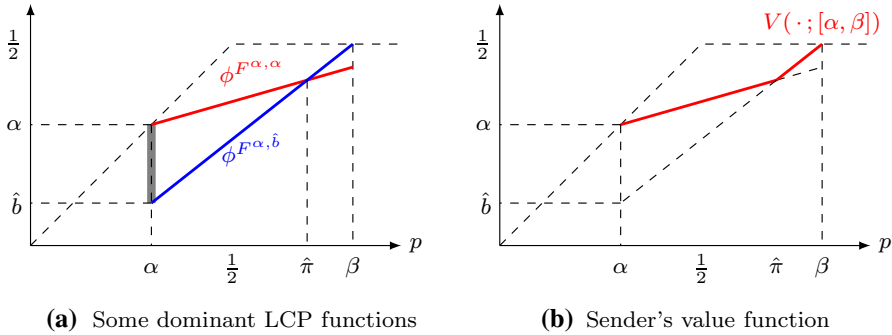 ½
α
b̂
ϕ^{F^{α,α}}
ϕ^{F^{α,b̂}}
α
½
π̂
β
p
(a) Some dominant LCP functions
V( · ; [α, β])
½
α
b̂
α
½
π̂
β
p
(b) Sender's value function